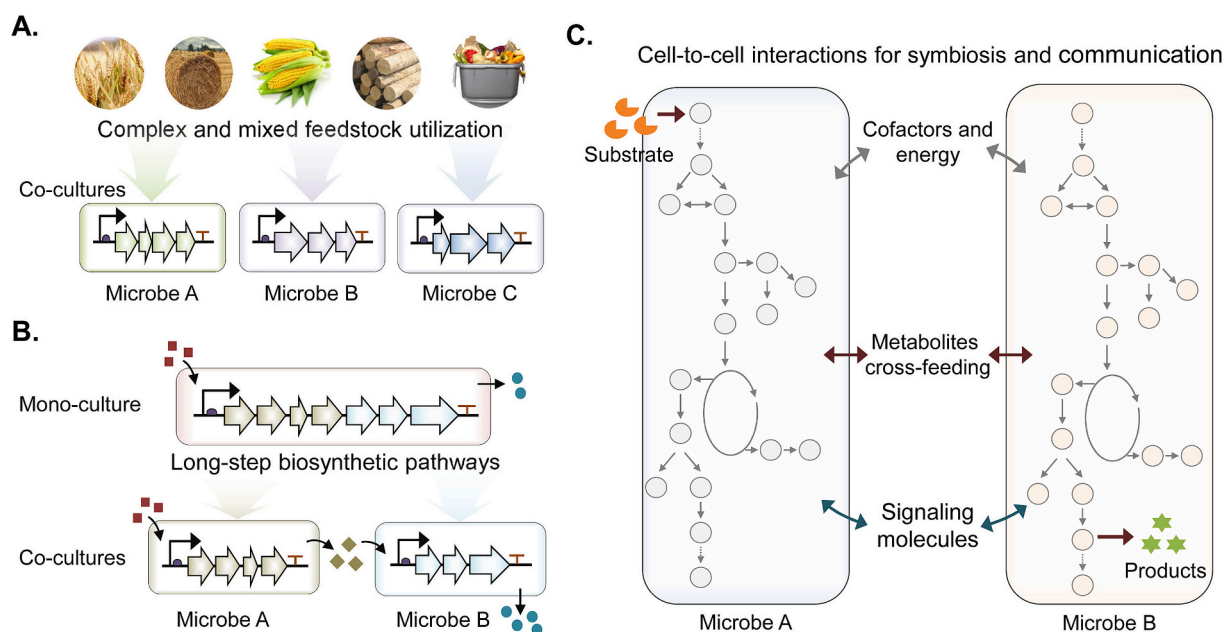 A.
Complex and mixed feedstock utilization
Co-cultures
Microbe A
Microbe B
Microbe C
B.
Mono-culture
Long-step biosynthetic pathways
Co-cultures
Microbe A
Microbe B
C.
Cell-to-cell interactions for symbiosis and communication
Substrate
Cofactors and
energy
Metabolites
cross-feeding
Signaling
molecules
Products
Microbe A
Microbe B